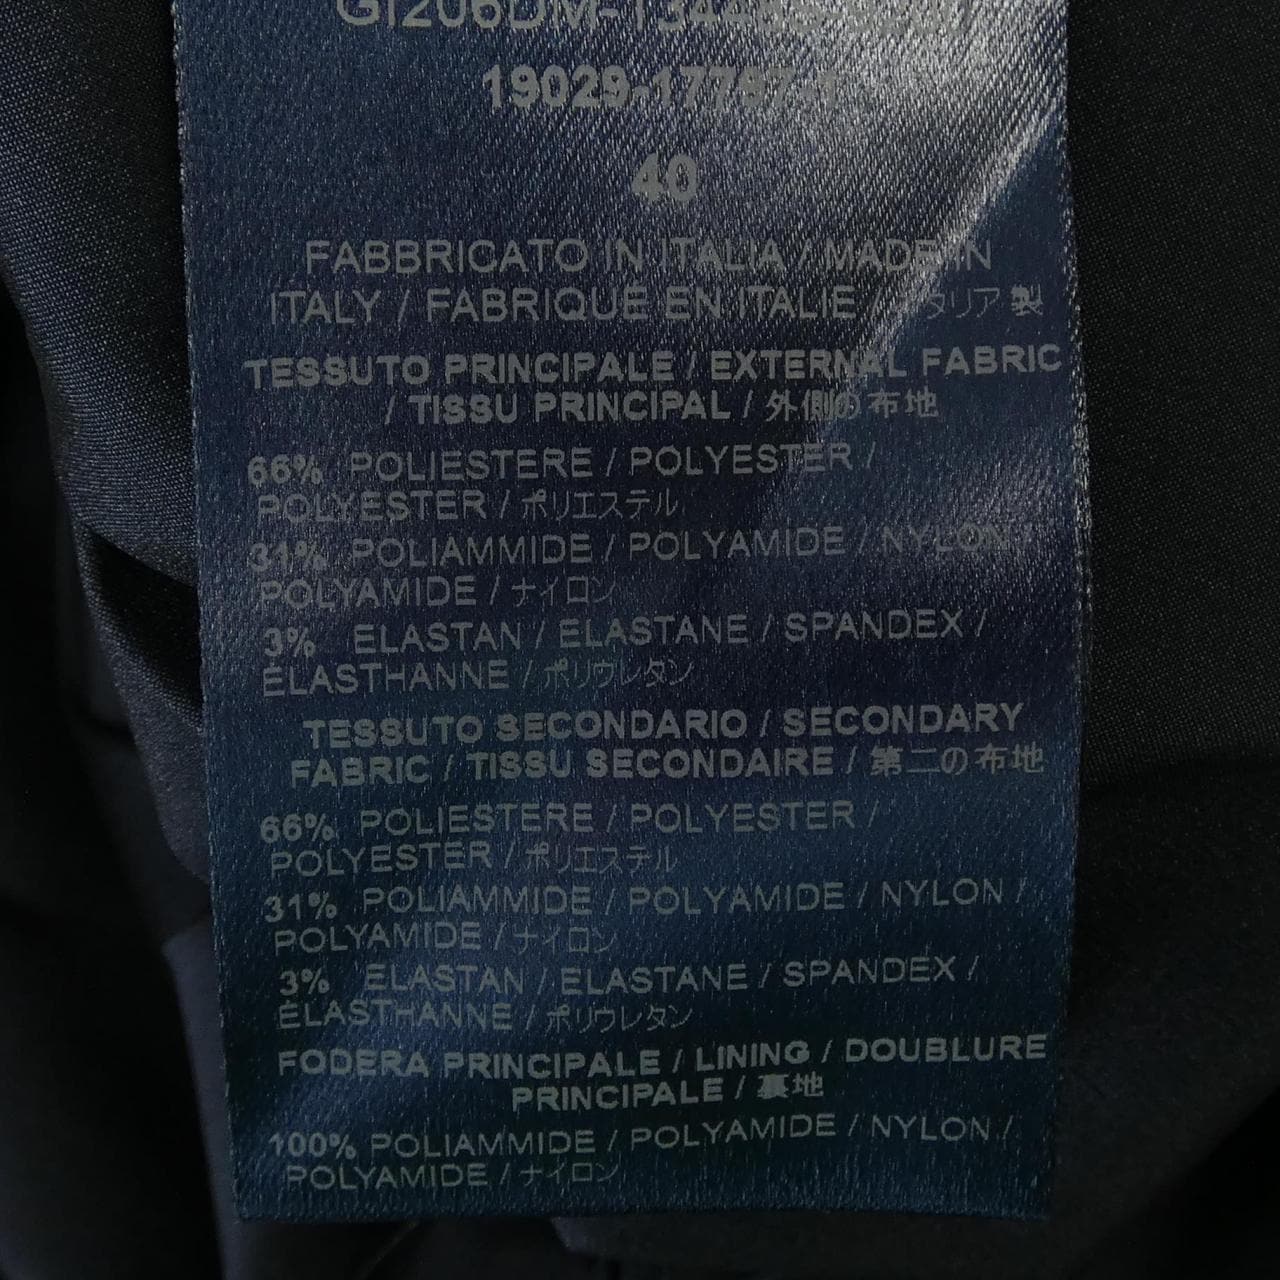 19029-17797-1
40
FABBRICATO IN ITALIA / MADE IN
ITALY / FABRIQUÉ EN ITALIE / イタリア製
TESSUTO PRINCIPALE / EXTERNAL FABRIC
/ TISSU PRINCIPAL / 外側の布地
66% POLIESTERE / POLYESTER /
POLYESTER / ポリエステル
31% POLIAMMIDE / POLYAMIDE / NYLON /
POLYAMIDE / ナイロン
3% ELASTAN / ELASTANE / SPANDEX /
ÉLASTHANNE / ポリウレタン
TESSUTO SECONDARIO / SECONDARY
FABRIC / TISSU SECONDAIRE / 第二の布地
66% POLIESTERE / POLYESTER /
POLYESTER / ポリエステル
31% POLIAMMIDE / POLYAMIDE / NYLON /
POLYAMIDE / ナイロン
3% ELASTAN / ELASTANE / SPANDEX /
ÉLASTHANNE / ポリウレタン
FODERA PRINCIPALE / LINING / DOUBLURE
PRINCIPALE / 裏地
100% POLIAMMIDE / POLYAMIDE / NYLON /
POLYAMIDE / ナイロン